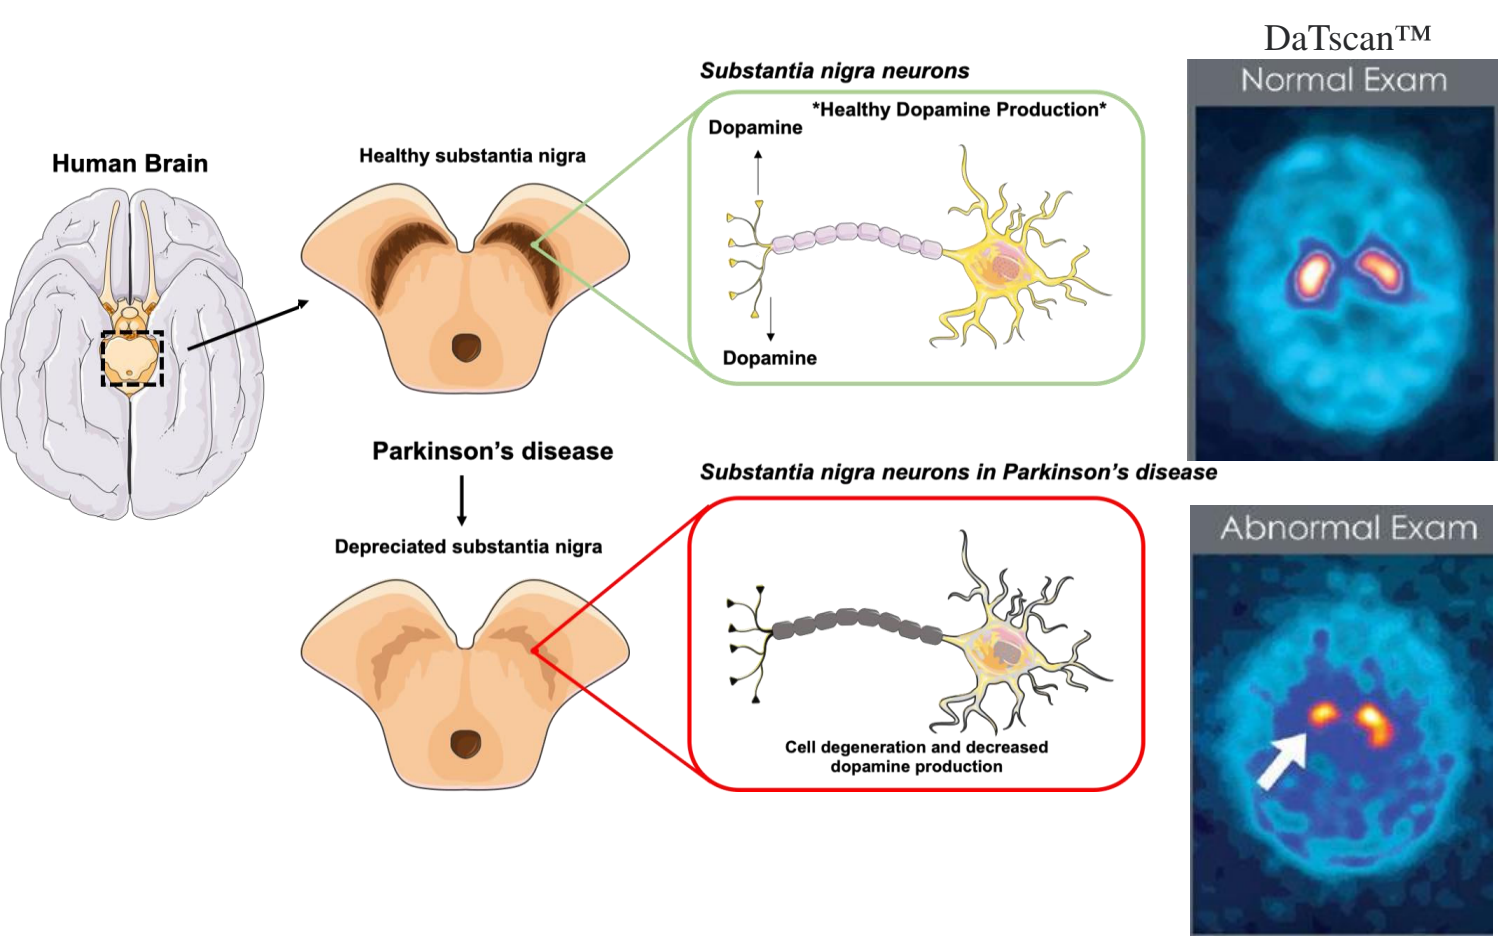 Human Brain
Healthy substantia nigra
Substantia nigra neurons
*Healthy Dopamine Production*
Dopamine
Dopamine
DaTscan™
Normal Exam
Parkinson’s disease
Depreciated substantia nigra
Substantia nigra neurons in Parkinson’s disease
Cell degeneration and decreased
dopamine production
Abnormal Exam